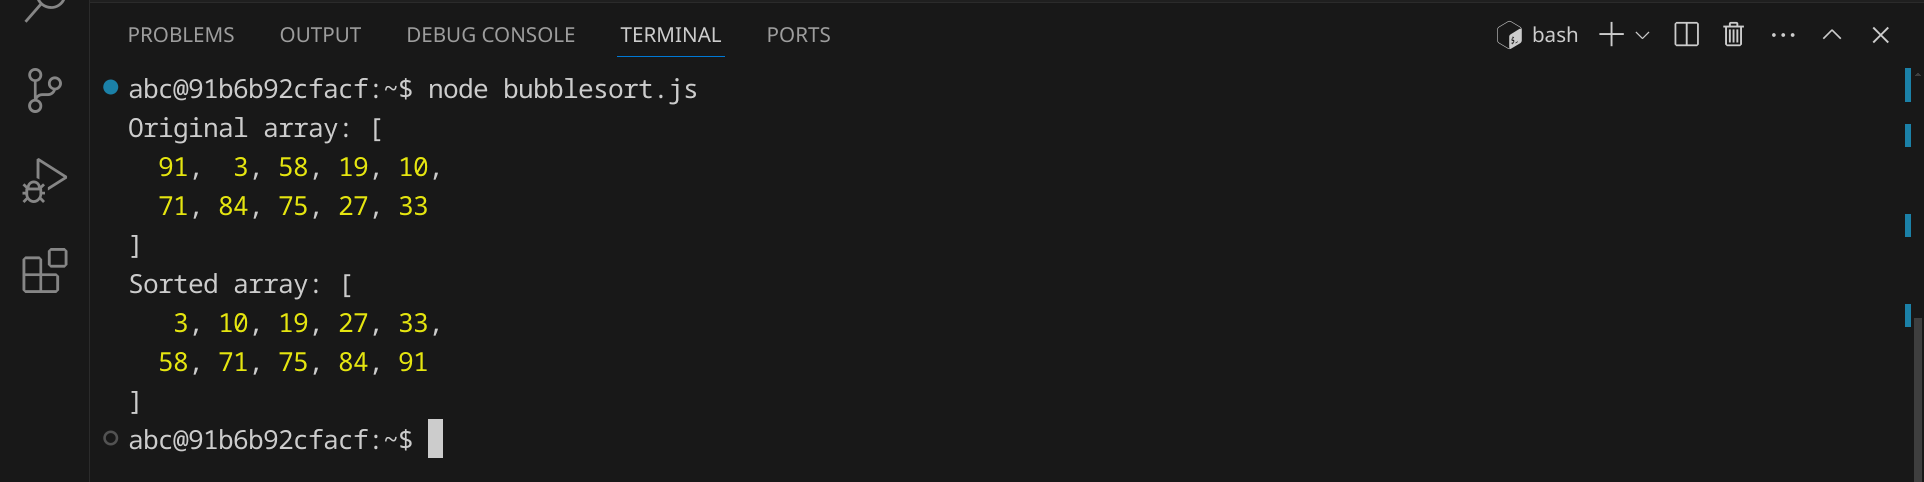 PROBLEMS OUTPUT DEBUG CONSOLE TERMINAL PORTS bash
abc@91b6b92cfacf:~$ node bubblesort.js
Original array: [
  91,  3, 58, 19, 10,
  71, 84, 75, 27, 33
]
Sorted array: [
   3, 10, 19, 27, 33,
  58, 71, 75, 84, 91
]
abc@91b6b92cfacf:~$